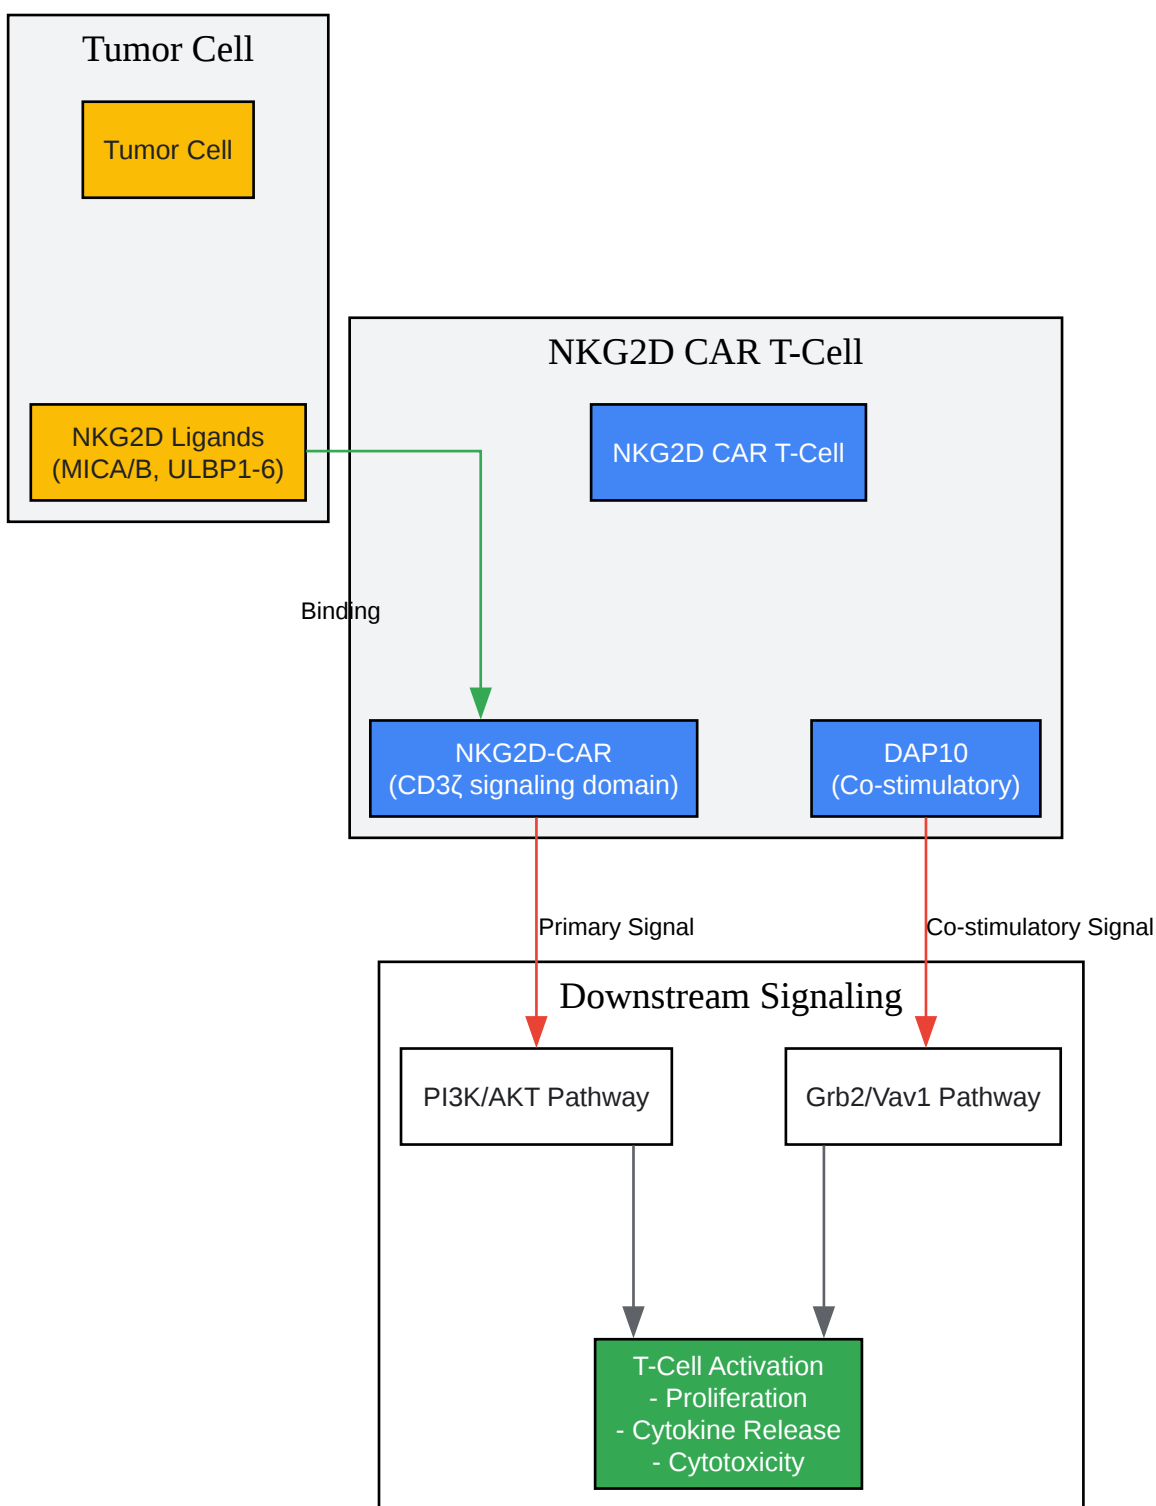 Tumor Cell
Tumor Cell
NKG2D Ligands
(MICA/B, ULBP1-6)
NKG2D CAR T-Cell
NKG2D CAR T-Cell
Binding
NKG2D-CAR
(CD3ζ signaling domain)
DAP10
(Co-stimulatory)
Primary Signal
Co-stimulatory Signal
Downstream Signaling
PI3K/AKT Pathway
Grb2/Vav1 Pathway
T-Cell Activation
- Proliferation
- Cytokine Release
- Cytotoxicity